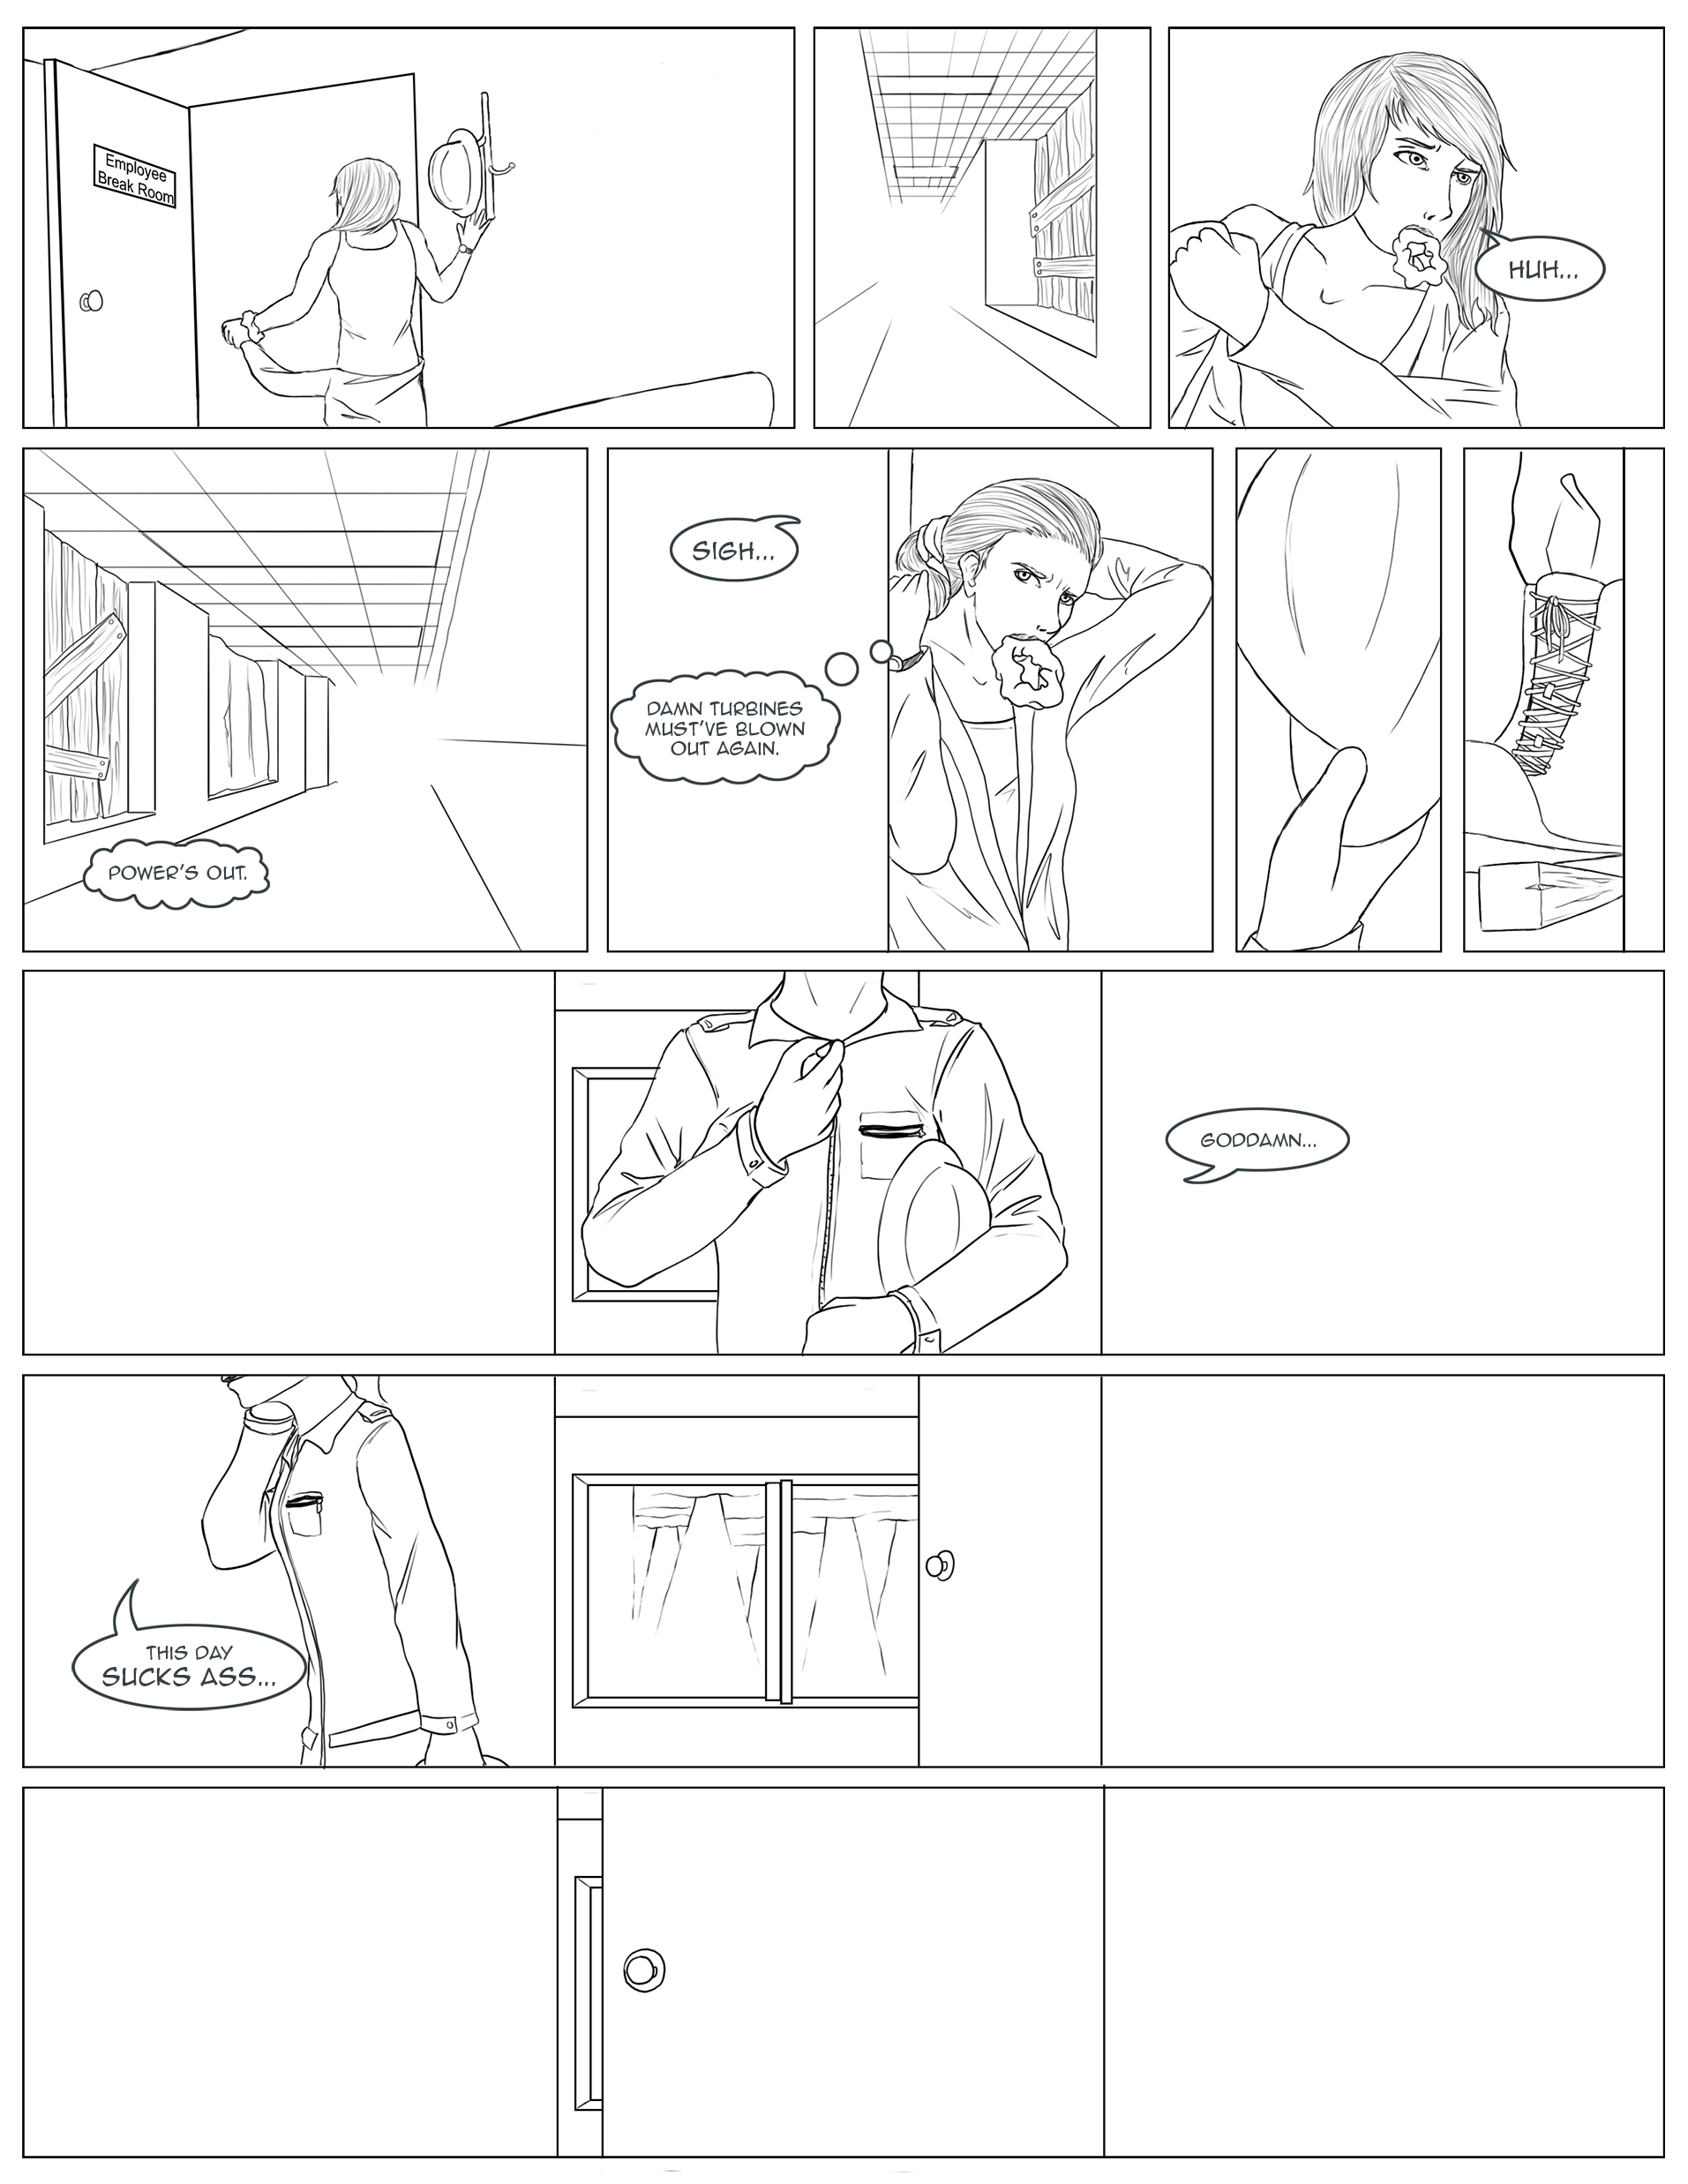 Employee
Break Room
HUH...
POWER'S OUT.
SIGH...
DAMN TURBINES
MUST'VE BLOWN
OUT AGAIN.
GODDAMN...
THIS DAY
SUCKS ASS...